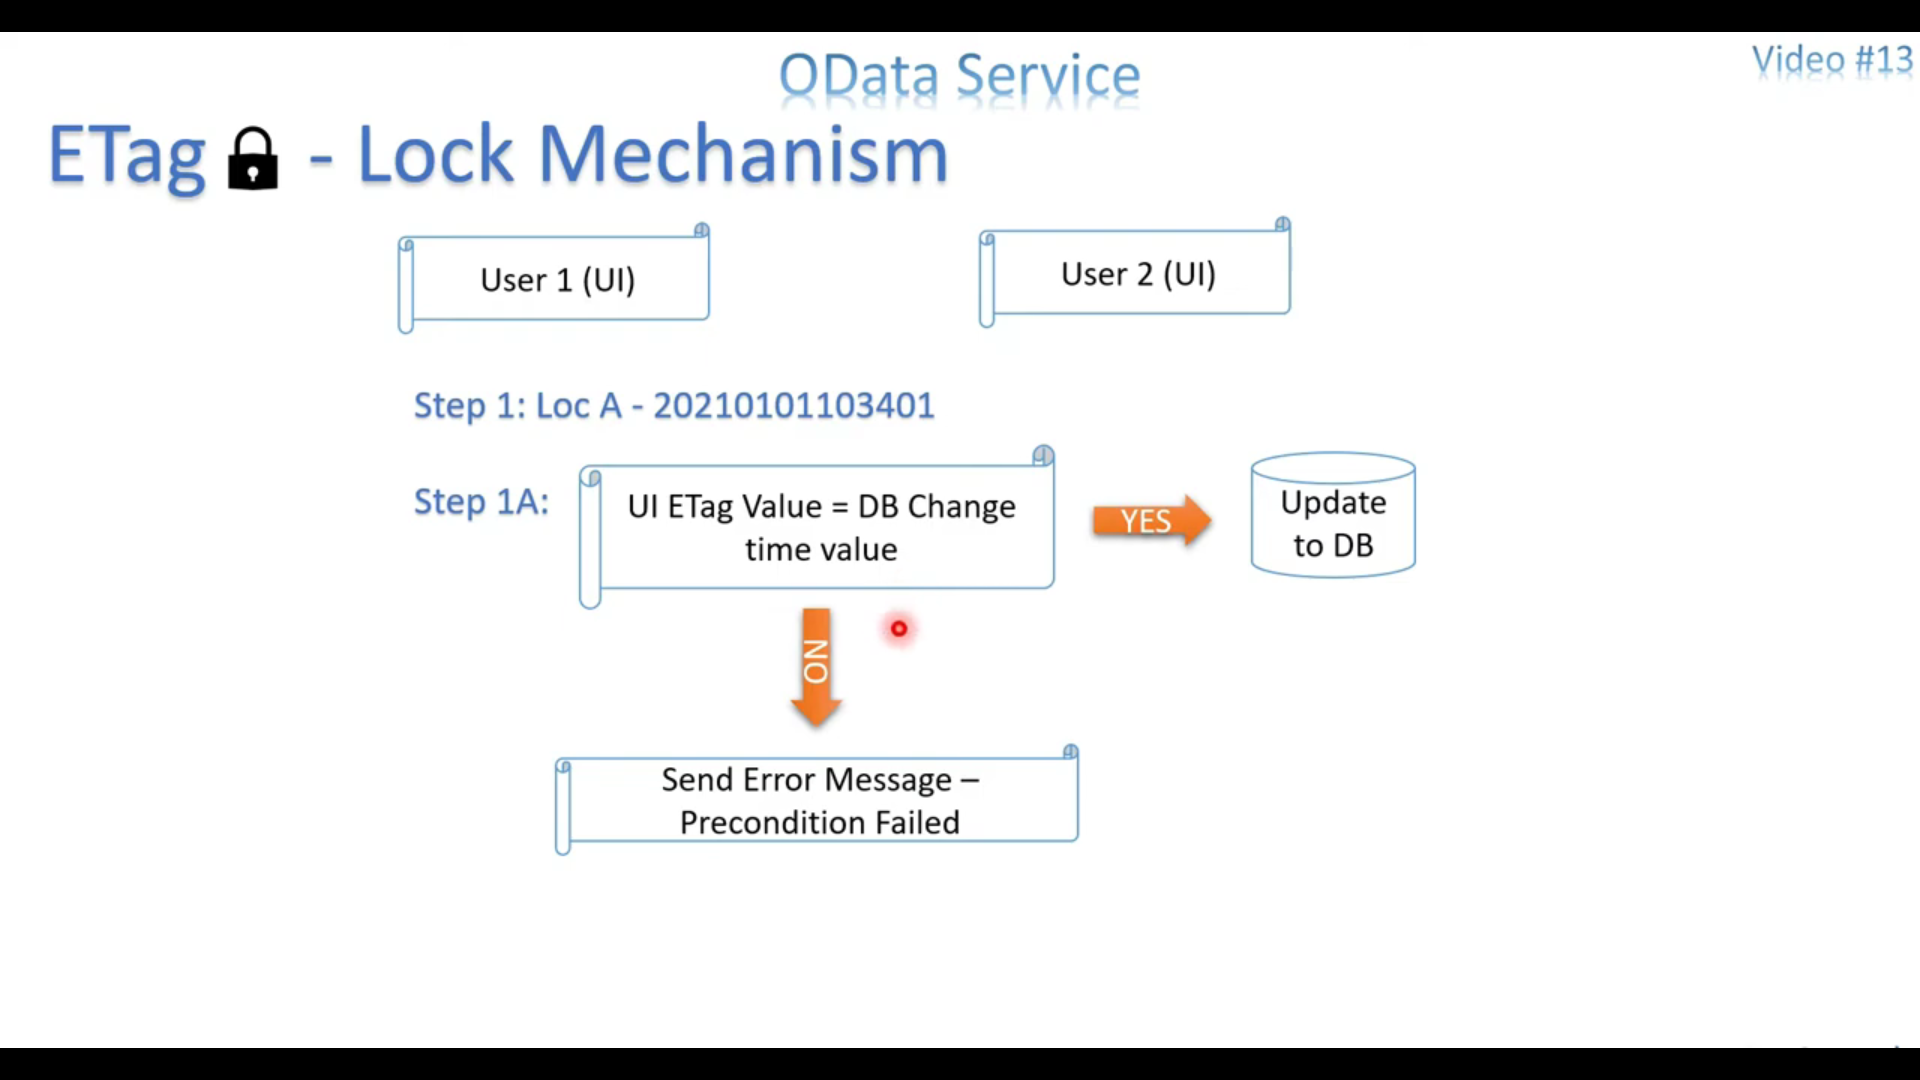 OData Service
Video #13
ETag - Lock Mechanism
User 1 (UI)
User 2 (UI)
Step 1: Loc A - 20210101103401
Step 1A:
UI ETag Value = DB Change
time value
YES
Update
to DB
NO
Send Error Message –
Precondition Failed